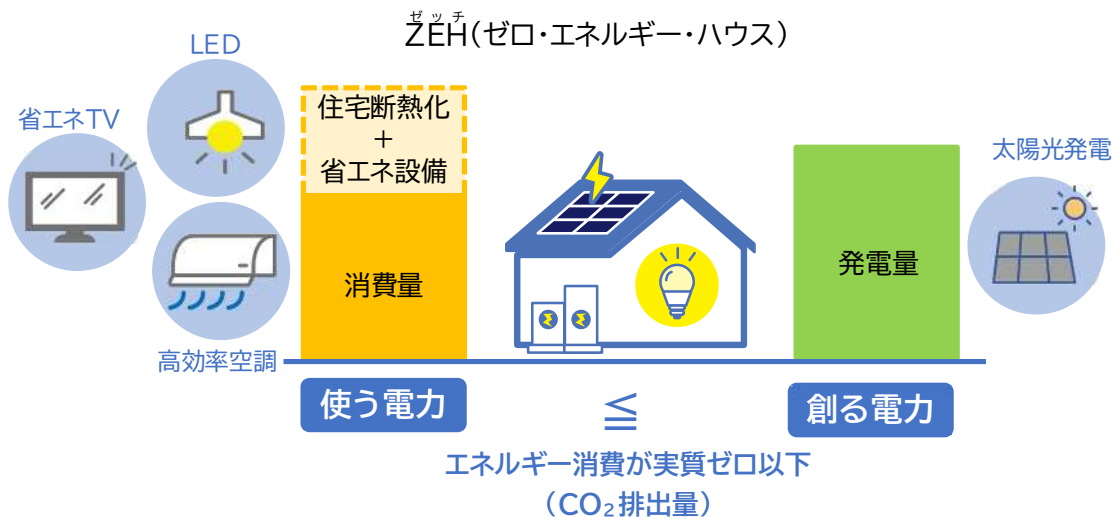 ゼッチ
ZEH(ゼロ・エネルギー・ハウス)
LED
省エネTV
高効率空調
住宅断熱化
+
省エネ設備
消費量
発電量
太陽光発電
使う電力
≦
創る電力
エネルギー消費が実質ゼロ以下
(CO₂排出量)